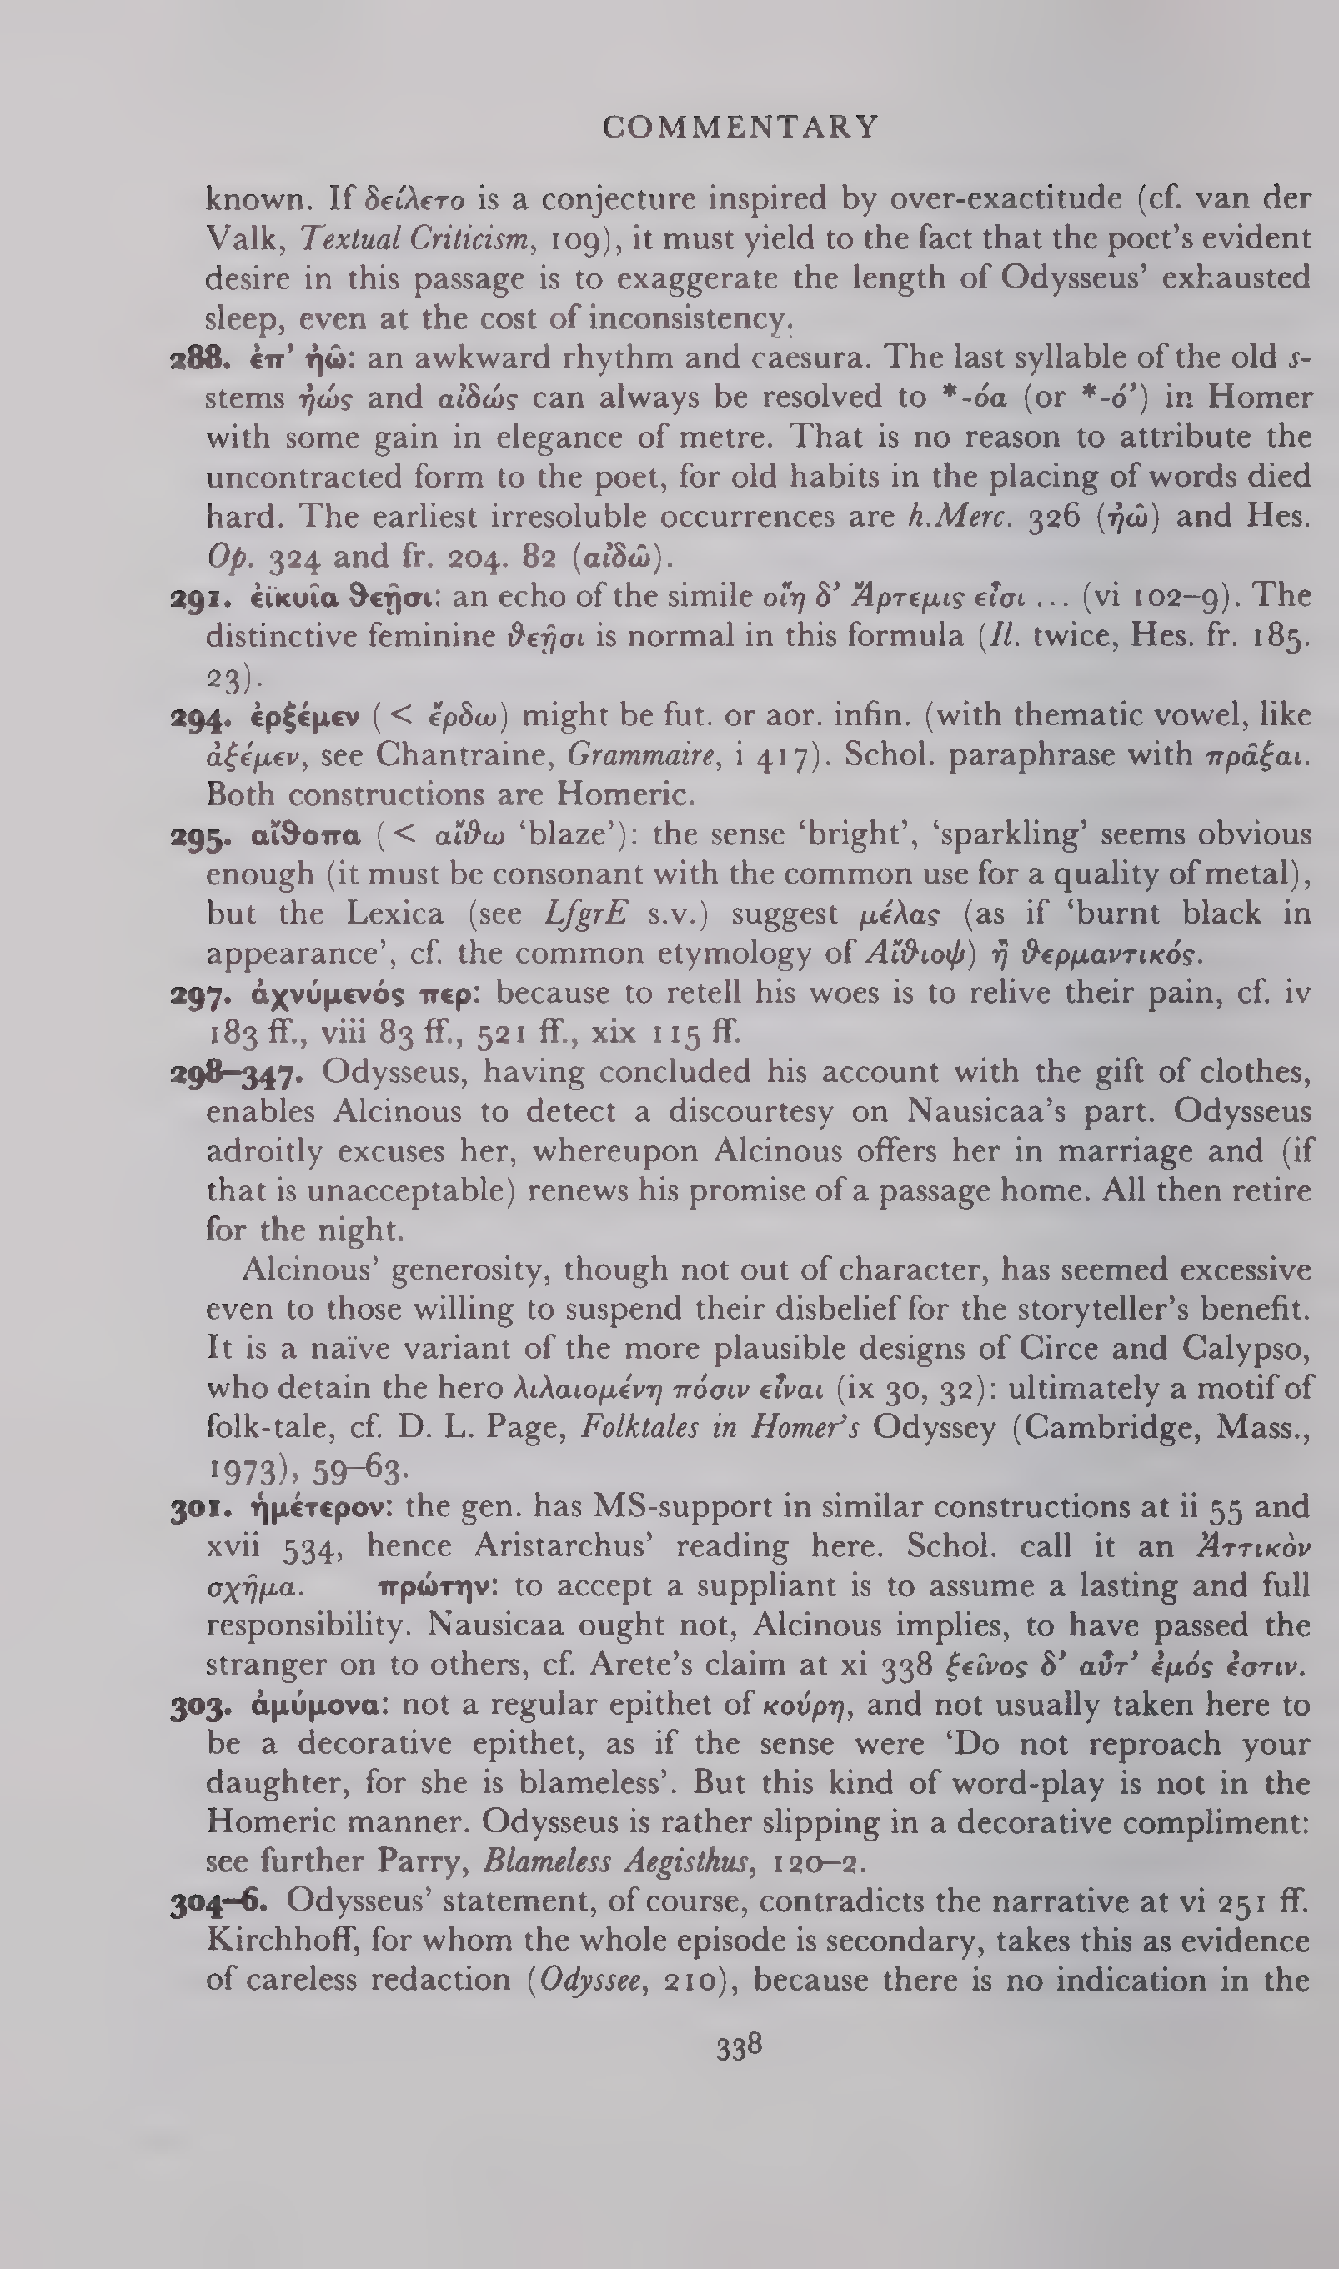 COMMENTARY
known. If δείλετο is a conjecture inspired by over-exactitude (cf. van der
Valk, Textual Criticism, 109), it must yield to the fact that the poet's evident
desire in this passage is to exaggerate the length of Odysseus' exhausted
sleep, even at the cost of inconsistency.
288. ἐπ' ἠῶ: an awkward rhythm and caesura. The last syllable of the old s-
stems ἠώς and αἰδώς can always be resolved to *-όα (or *-ό') in Homer
with some gain in elegance of metre. That is no reason to attribute the
uncontracted form to the poet, for old habits in the placing of words died
hard. The earliest irresoluble occurrences are h.Merc. 326 (ἠῶ) and Hes.
Op. 324 and fr. 204. 82 (αἰδῶ).
291. ἐϊκυῖα θεῇσι: an echo of the simile οἵη δ' Ἄρτεμις εἶσι ... (vi 102–9). The
distinctive feminine θεῇσι is normal in this formula (Il. twice, Hes. fr. 185.
23).
294. ἐρξέμεν (< ἔρδω) might be fut. or aor. infin. (with thematic vowel, like
ἀξέμεν, see Chantraine, Grammaire, i 417). Schol. paraphrase with πρᾶξαι.
Both constructions are Homeric.
295. αἴθοπα (< αἴθω 'blaze'): the sense 'bright', 'sparkling' seems obvious
enough (it must be consonant with the common use for a quality of metal),
but the Lexica (see LfgrE s.v.) suggest μέλας (as if 'burnt black in
appearance', cf. the common etymology of Αἴθιοψ) ἢ θερμαντικός.
297. ἀχνύμενός περ: because to retell his woes is to relive their pain, cf. iv
183 ff., viii 83 ff., 521 ff., xix 115 ff.
298–347. Odysseus, having concluded his account with the gift of clothes,
enables Alcinous to detect a discourtesy on Nausicaa's part. Odysseus
adroitly excuses her, whereupon Alcinous offers her in marriage and (if
that is unacceptable) renews his promise of a passage home. All then retire
for the night.
Alcinous' generosity, though not out of character, has seemed excessive
even to those willing to suspend their disbelief for the storyteller's benefit.
It is a naïve variant of the more plausible designs of Circe and Calypso,
who detain the hero λιλαιομένη πόσιν εἶναι (ix 30, 32): ultimately a motif of
folk-tale, cf. D. L. Page, Folktales in Homer's Odyssey (Cambridge, Mass.,
1973), 59–63.
301. ἡμέτερον: the gen. has MS-support in similar constructions at ii 55 and
xvii 534, hence Aristarchus' reading here. Schol. call it an Ἀττικὸν
σχῆμα. πρώτην: to accept a suppliant is to assume a lasting and full
responsibility. Nausicaa ought not, Alcinous implies, to have passed the
stranger on to others, cf. Arete's claim at xi 338 ξεῖνος δ' αὖτ' ἐμός ἐστιν.
303. ἀμύμονα: not a regular epithet of κούρη, and not usually taken here to
be a decorative epithet, as if the sense were 'Do not reproach your
daughter, for she is blameless'. But this kind of word-play is not in the
Homeric manner. Odysseus is rather slipping in a decorative compliment:
see further Parry, Blameless Aegisthus, 120–2.
304–6. Odysseus' statement, of course, contradicts the narrative at vi 251 ff.
Kirchhoff, for whom the whole episode is secondary, takes this as evidence
of careless redaction (Odyssee, 210), because there is no indication in the
338